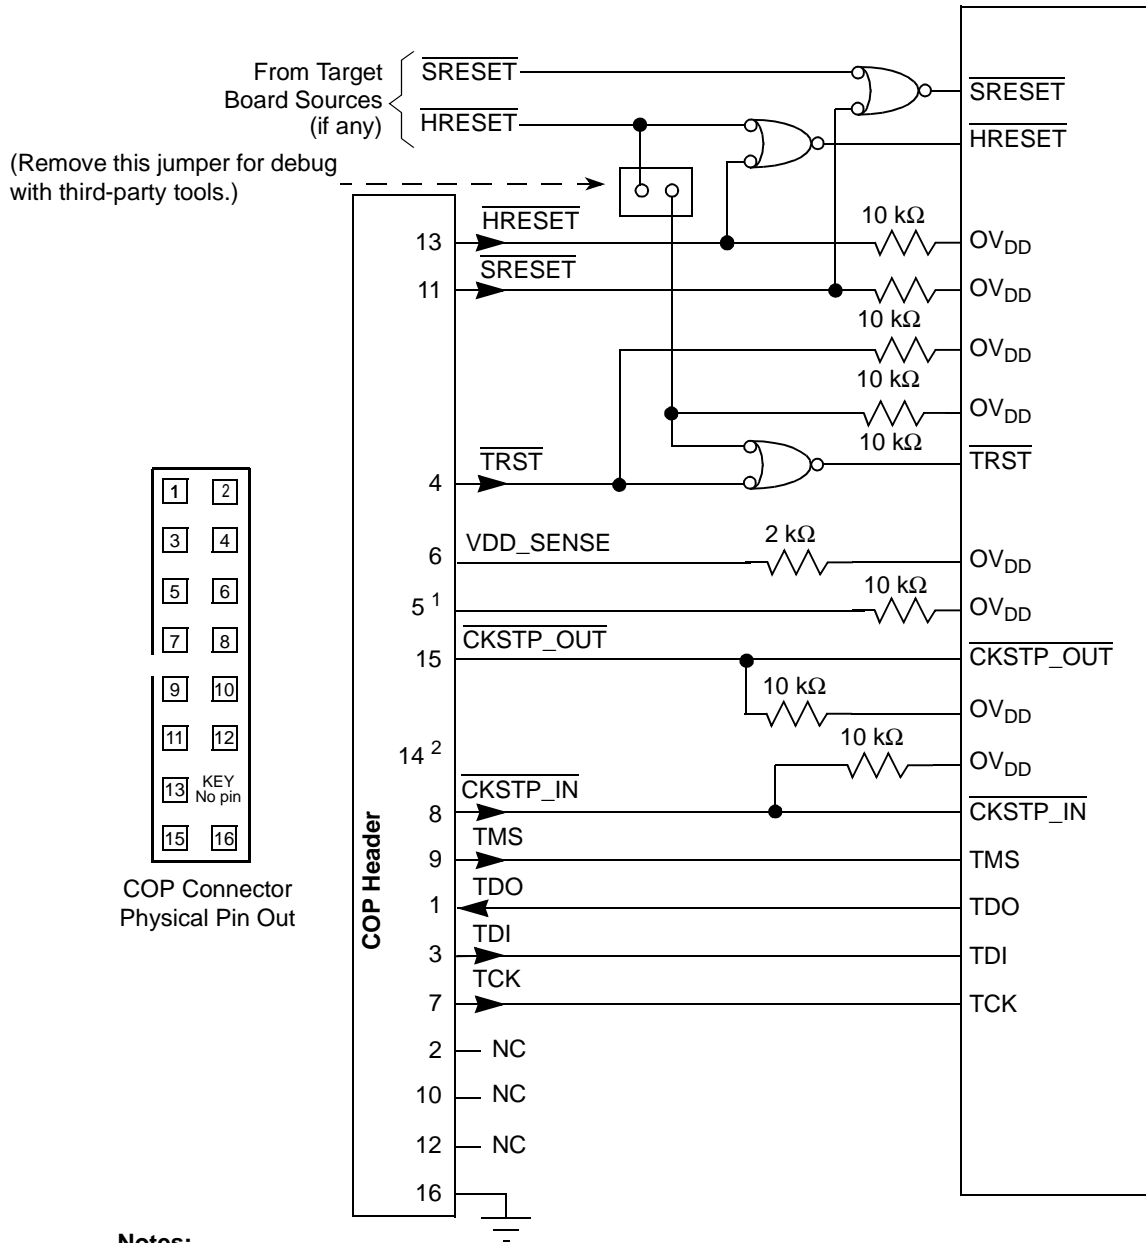 From Target
Board Sources
(if any)
SRESET
HRESET
SRESET
HRESET
(Remove this jumper for debug
with third-party tools.)
13 HRESET 10 kΩ OVDD
11 SRESET 10 kΩ OVDD
10 kΩ OVDD
10 kΩ OVDD
4 TRST TRST
6 VDD_SENSE 2 kΩ OVDD
5 1 10 kΩ OVDD
15 CKSTP_OUT CKSTP_OUT
10 kΩ OVDD
14 2 10 kΩ OVDD
8 CKSTP_IN CKSTP_IN
9 TMS TMS
1 TDO TDO
3 TDI TDI
7 TCK TCK
2 NC
10 NC
12 NC
16
COP Header
1 2
3 4
5 6
7 8
9 10
11 12
13 KEY
No pin
15 16
COP Connector
Physical Pin Out
Notes: